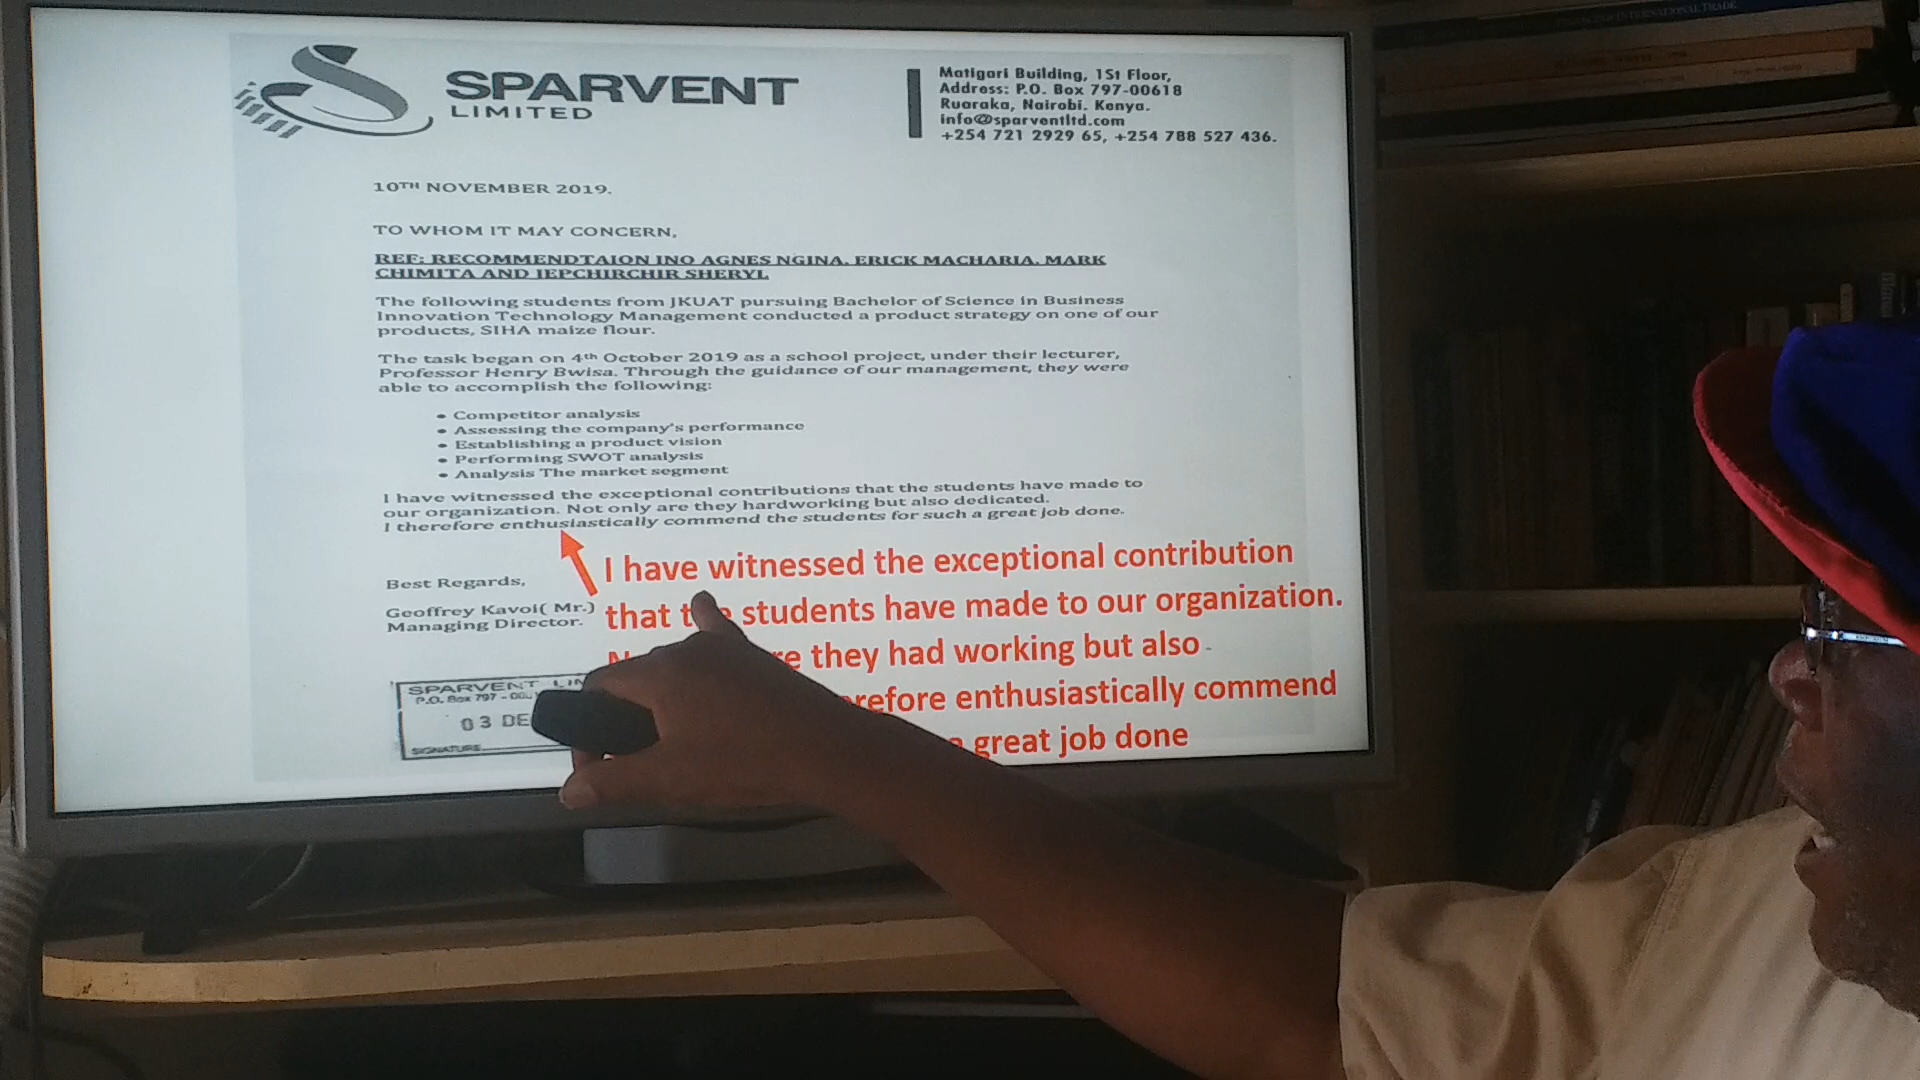 SPARVENT
LIMITED
Matigari Building, 1St Floor,
Address: P.O. Box 797-00618
Ruaraka, Nairobi. Kenya.
info@sparventltd.com
+254 721 2929 65, +254 788 527 436.
10TH NOVEMBER 2019.
TO WHOM IT MAY CONCERN,
REF: RECOMMENDTAION INO AGNES NGINA, ERICK MACHARIA, MARK
CHIMITA AND JEPCHIRCHIR SHERYL
The following students from JKUAT pursuing Bachelor of Science in Business
Innovation Technology Management conducted a product strategy on one of our
products, SIHA maize flour.
The task began on 4th October 2019 as a school project, under their lecturer,
Professor Henry Bwisa. Through the guidance of our management, they were
able to accomplish the following:
• Competitor analysis
• Assessing the company's performance
• Establishing a product vision
• Performing SWOT analysis
• Analysis The market segment
I have witnessed the exceptional contributions that the students have made to
our organization. Not only are they hardworking but also dedicated.
I therefore enthusiastically commend the students for such a great job done.
Best Regards,
Geoffrey Kavoi( Mr.)
Managing Director.
I have witnessed the exceptional contribution
that students have made to our organization.
they had working but also
enthusiastically commend
great job done
SPARVENT
P.O. Box 797 -
03
SIGNATURE
INTERNATIONAL TRADE